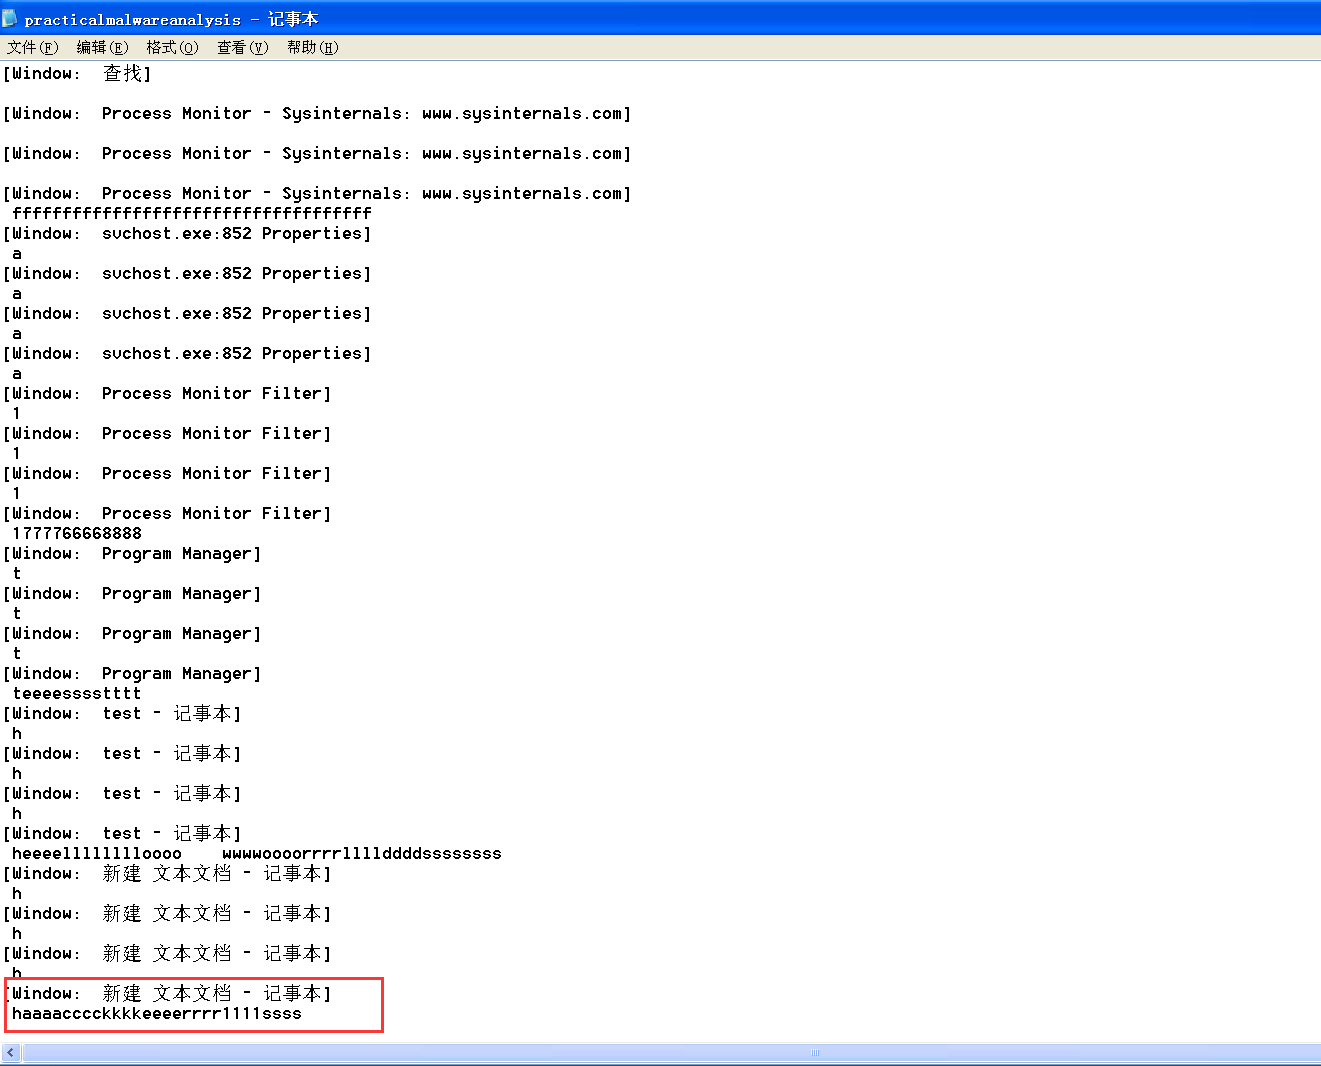 practicalmalwareanalysis - 记事本
文件(F) 编辑(E) 格式(O) 查看(V) 帮助(H)
[Window:  查找]
[Window:  Process Monitor - Sysinternals: www.sysinternals.com]
[Window:  Process Monitor - Sysinternals: www.sysinternals.com]
[Window:  Process Monitor - Sysinternals: www.sysinternals.com]
ffffffffffffffffffffffffffffffffffff
[Window:  svchost.exe:852 Properties]
a
[Window:  svchost.exe:852 Properties]
a
[Window:  svchost.exe:852 Properties]
a
[Window:  svchost.exe:852 Properties]
a
[Window:  Process Monitor Filter]
1
[Window:  Process Monitor Filter]
1
[Window:  Process Monitor Filter]
1
[Window:  Process Monitor Filter]
1777766668888
[Window:  Program Manager]
t
[Window:  Program Manager]
t
[Window:  Program Manager]
t
[Window:  Program Manager]
teeeesssstttt
[Window:  test - 记事本]
h
[Window:  test - 记事本]
h
[Window:  test - 记事本]
h
[Window:  test - 记事本]
heeeelllllllloooo    wwwwoooorrrrllllddddssssssss
[Window:  新建 文本文档 - 记事本]
h
[Window:  新建 文本文档 - 记事本]
h
[Window:  新建 文本文档 - 记事本]
h
[Window:  新建 文本文档 - 记事本]
haaaacccckkkkeeeerrrr1111ssss